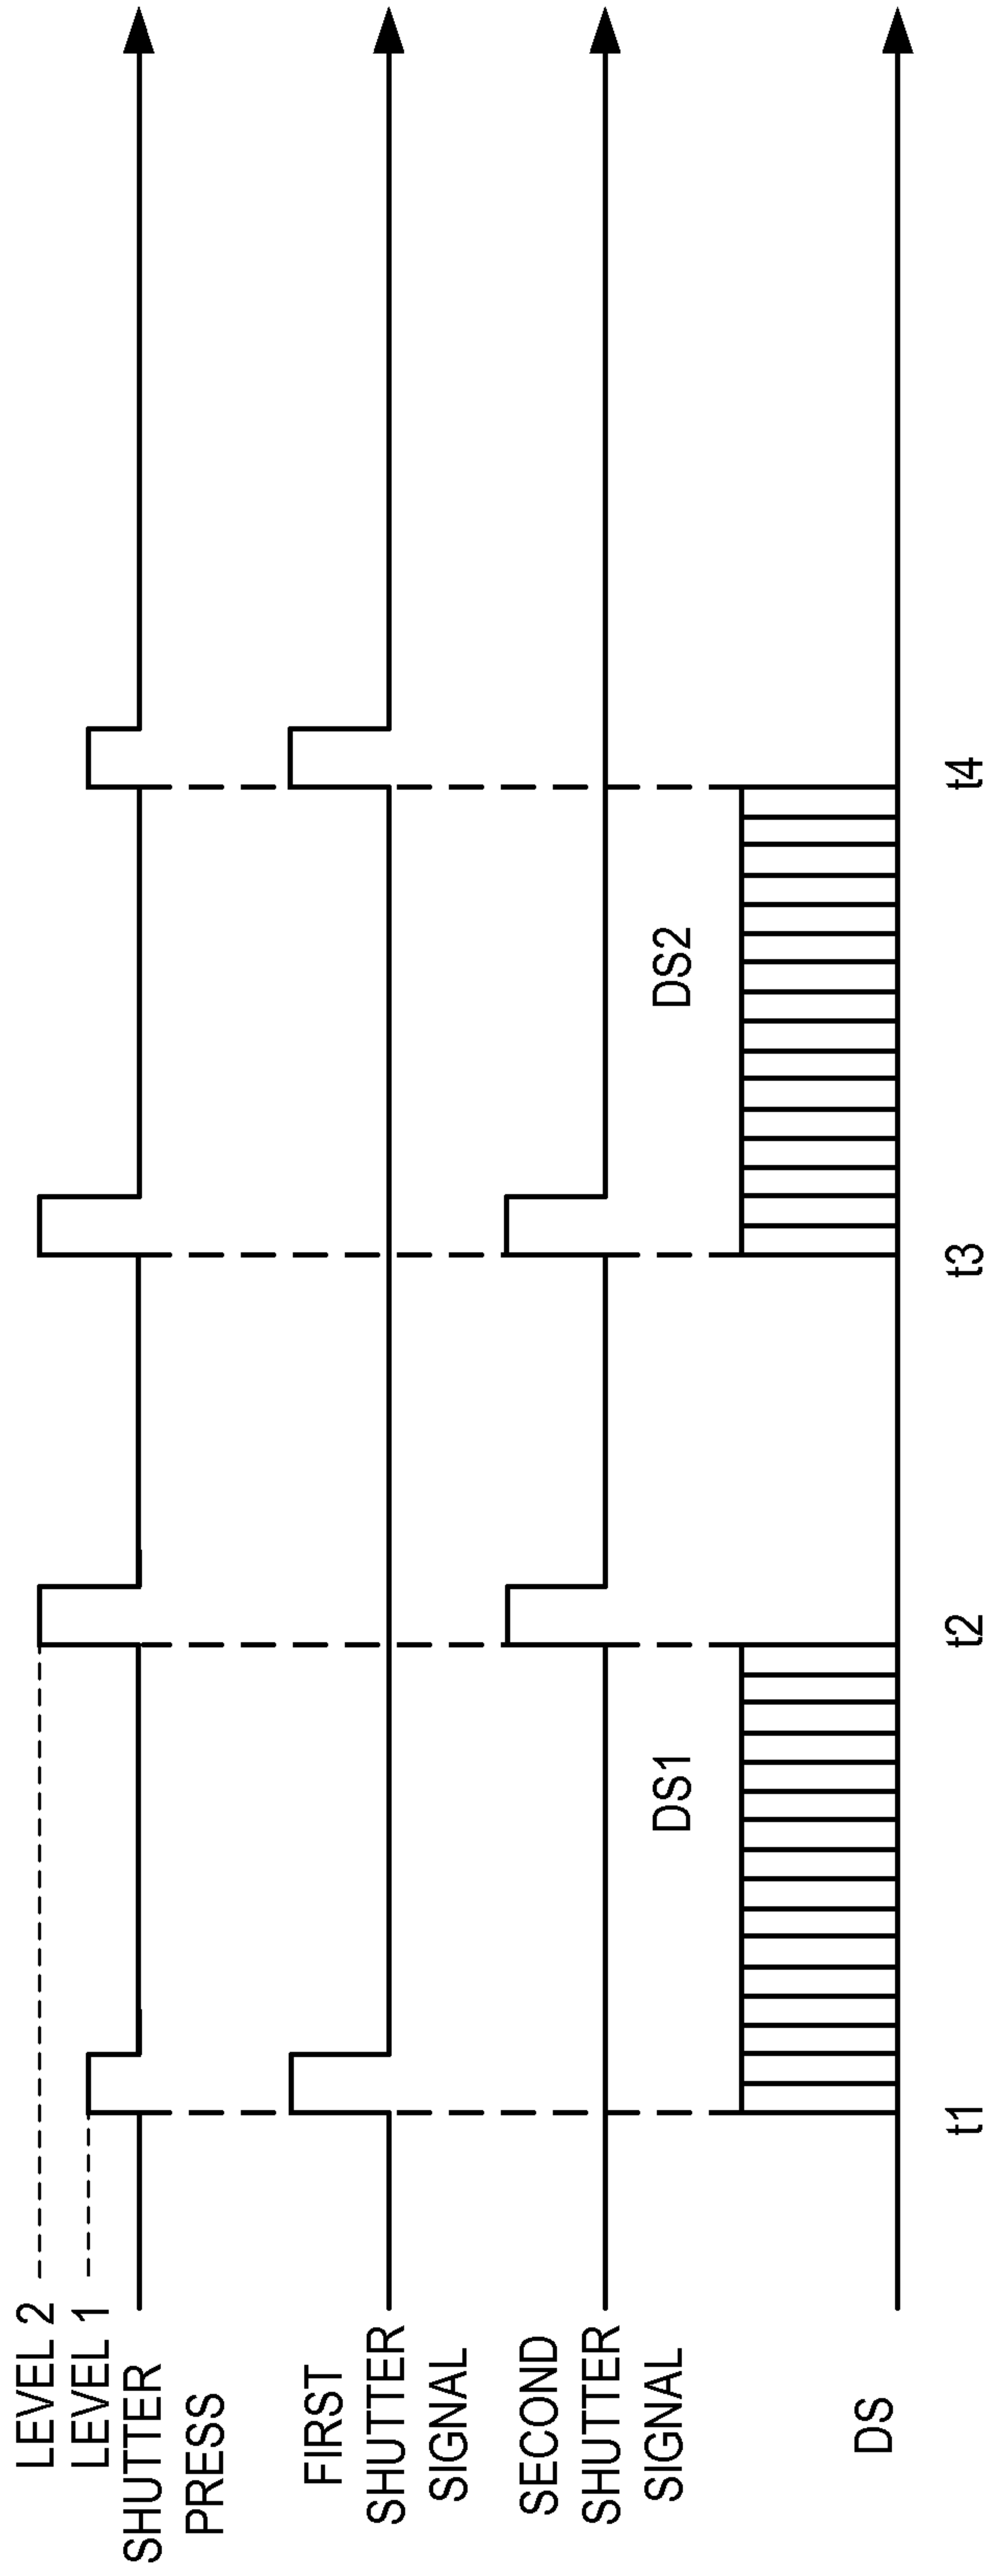 LEVEL 2
LEVEL 1
SHUTTER
PRESS
FIRST
SHUTTER
SIGNAL
SECOND
SHUTTER
SIGNAL
DS1
DS2
DS
t1
t2
t3
t4